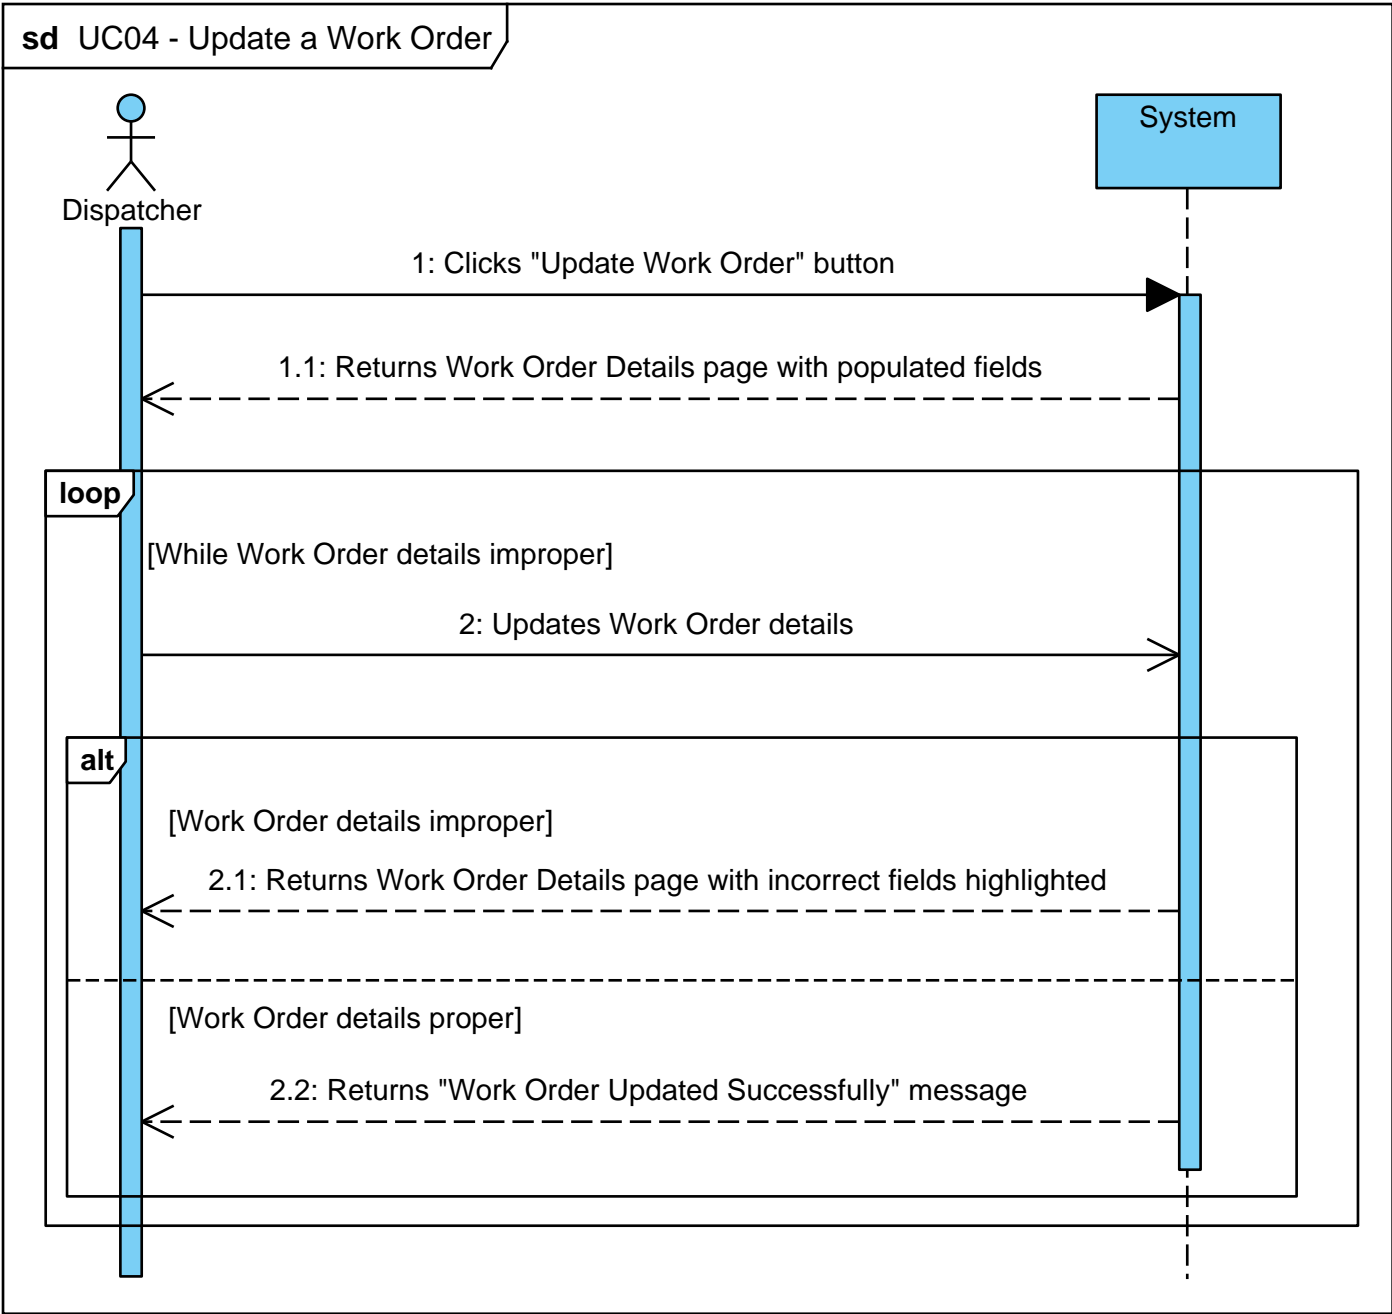 sd UC04 - Update a Work Order
System
Dispatcher
1: Clicks "Update Work Order" button
1.1: Returns Work Order Details page with populated fields
loop
[While Work Order details improper]
2: Updates Work Order details
alt
[Work Order details improper]
2.1: Returns Work Order Details page with incorrect fields highlighted
[Work Order details proper]
2.2: Returns "Work Order Updated Successfully" message